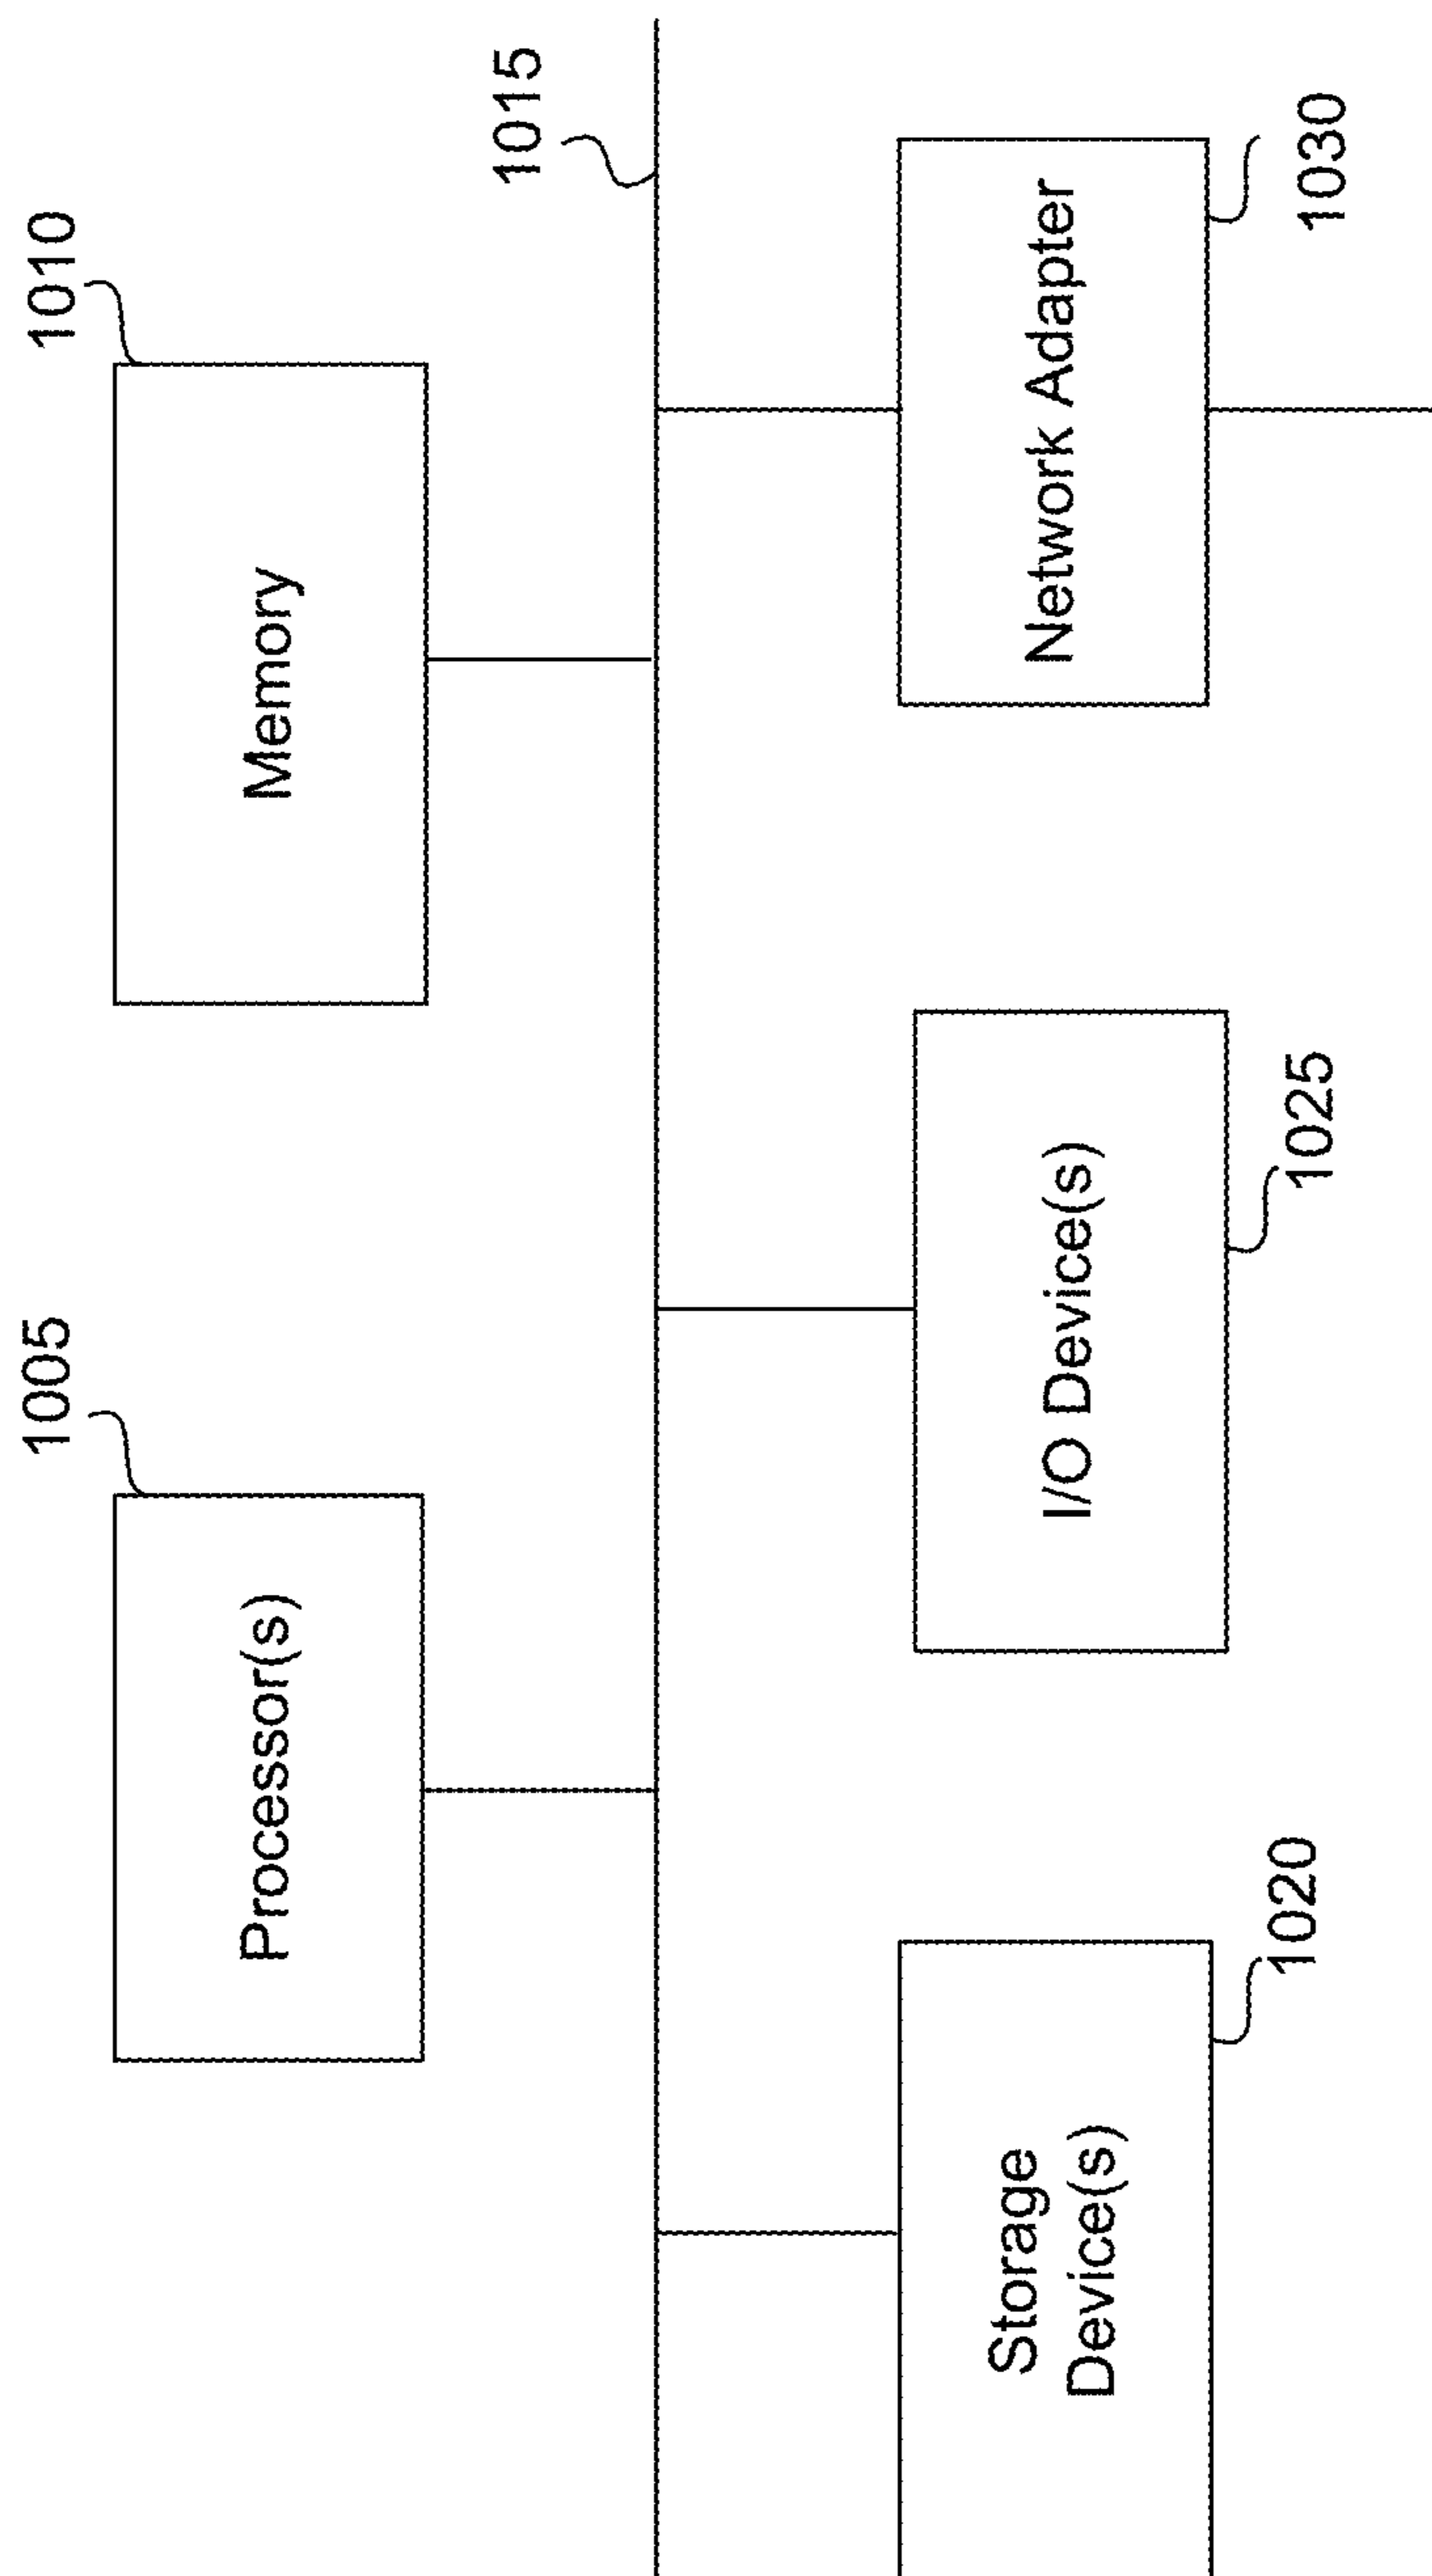 1005
1010
Processor(s)
Memory
1015
Storage
Device(s)
I/O Device(s)
Network Adapter
1020
1025
1030